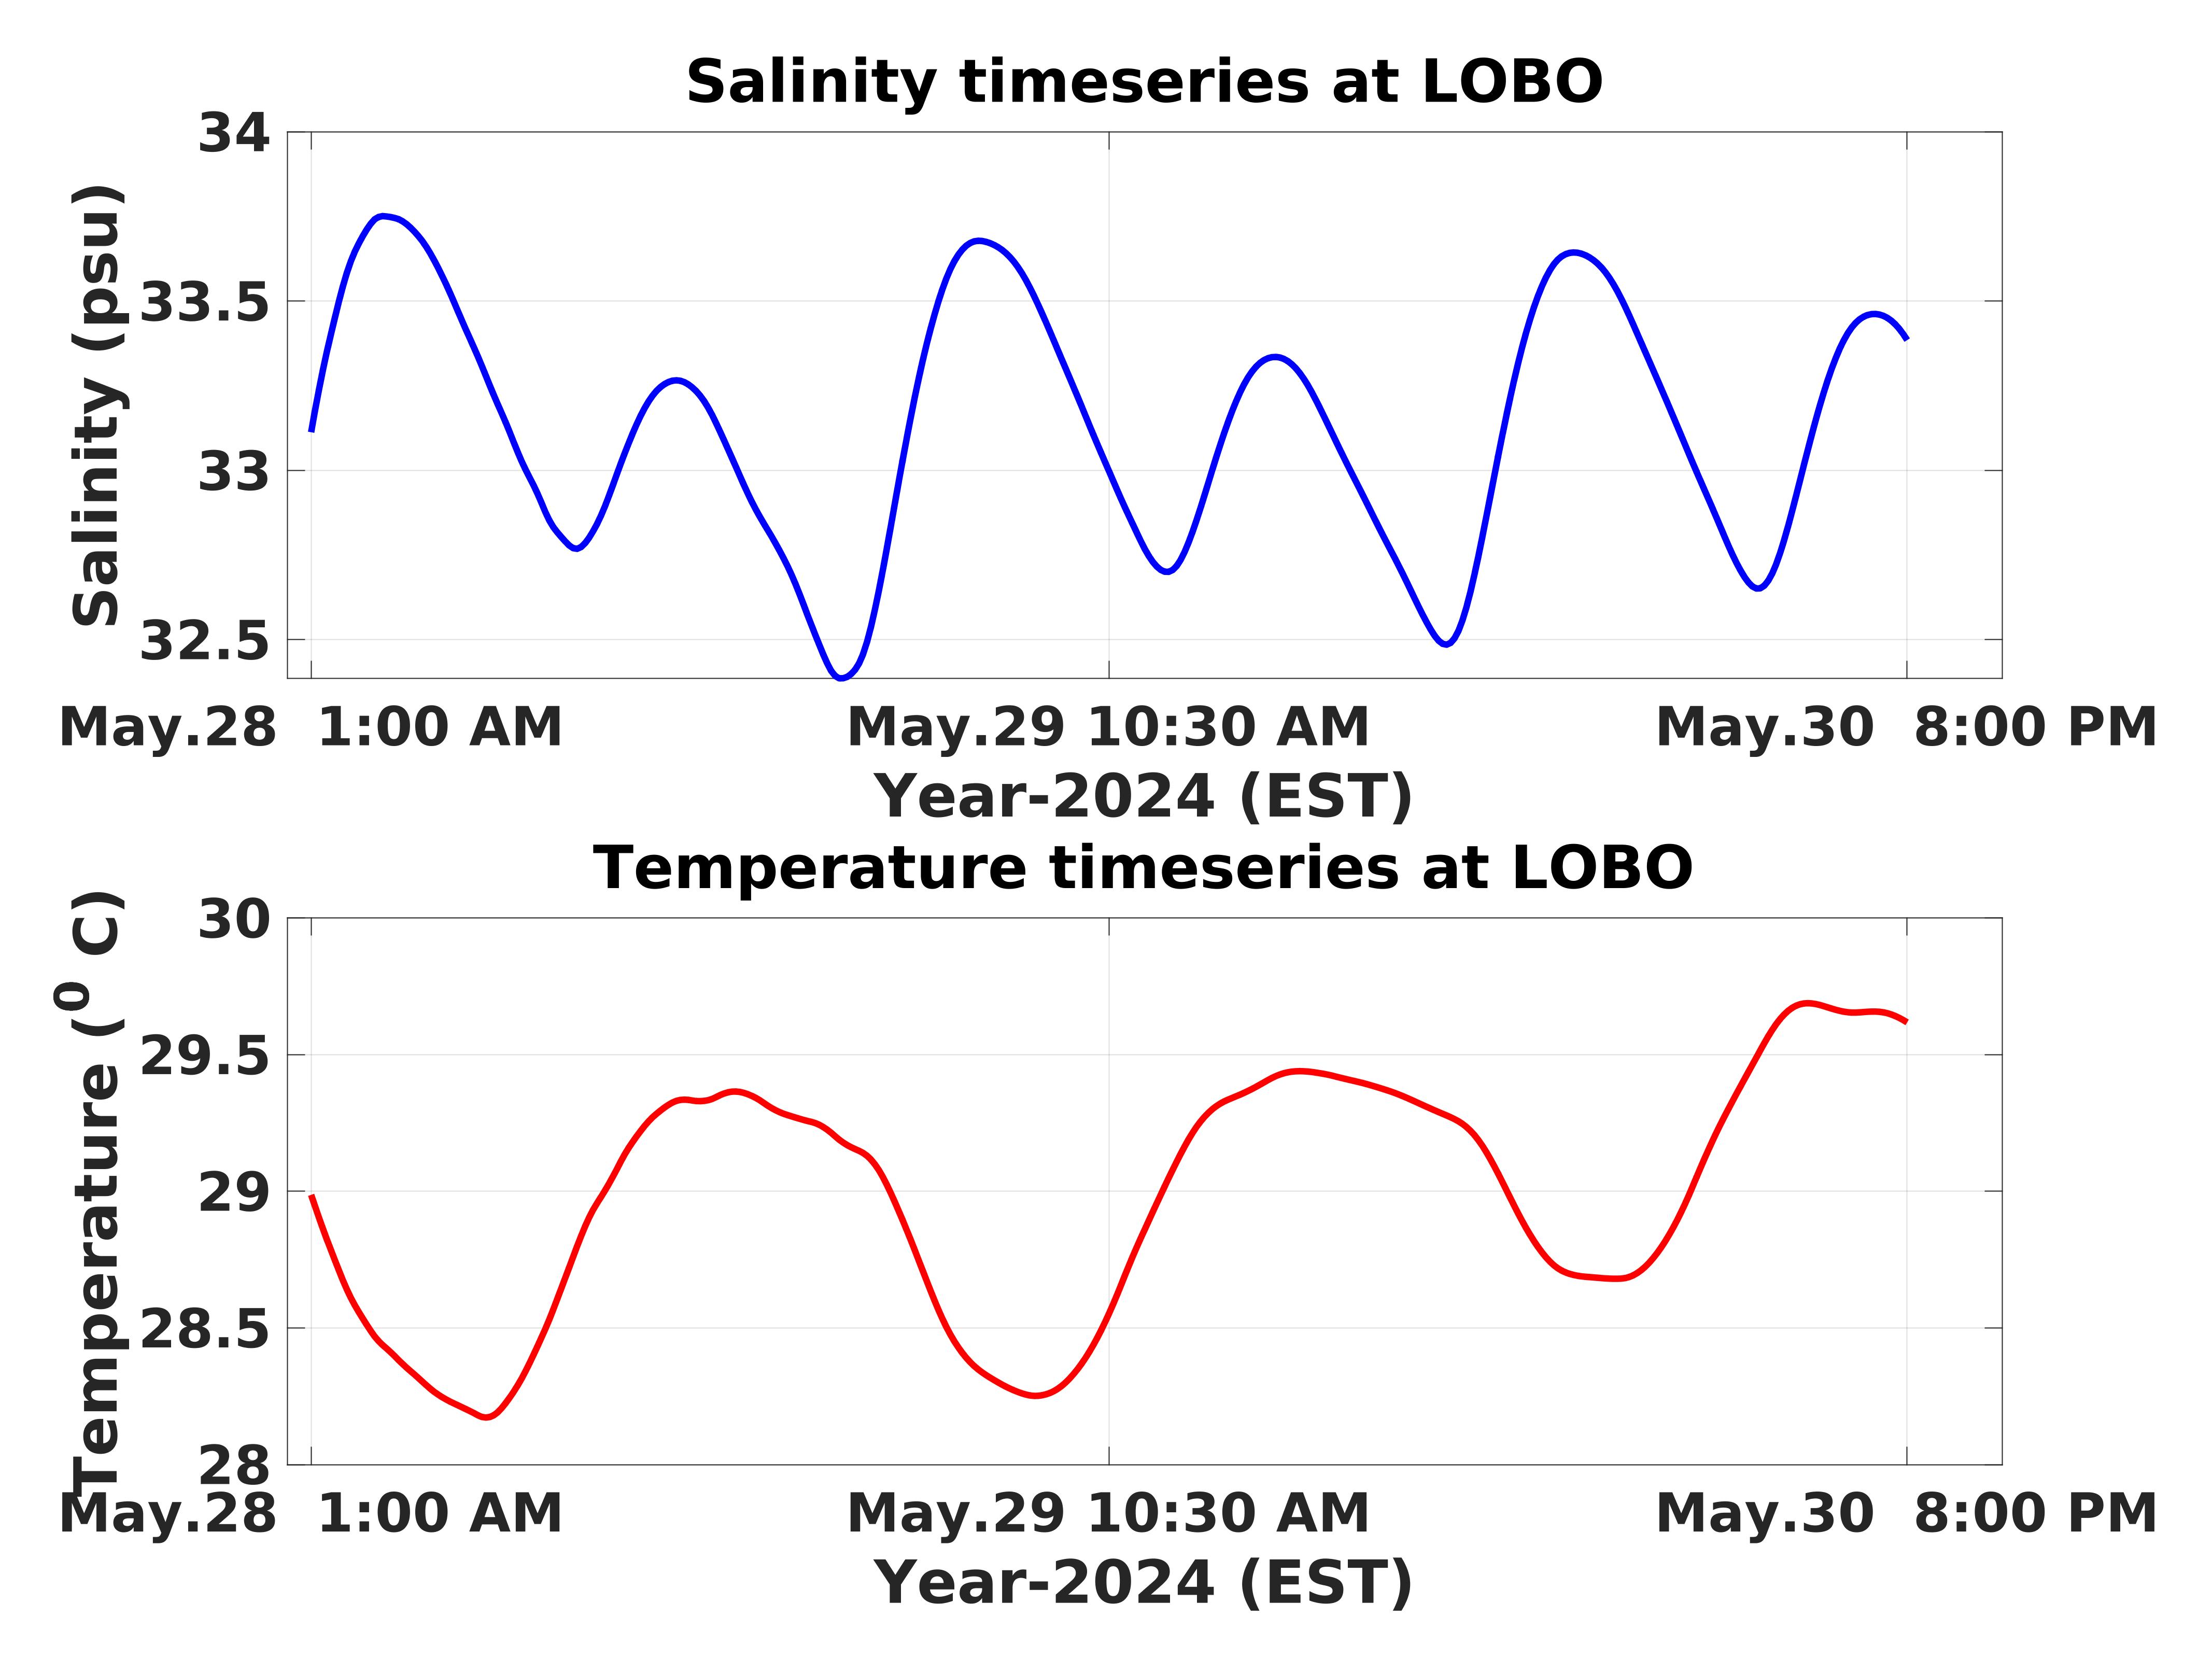 Salinity timeseries at LOBO
Salinity (psu)
34
33.5
33
32.5
May.28  1:00 AM
May.29 10:30 AM
May.30  8:00 PM
Year-2024 (EST)
Temperature timeseries at LOBO
Temperature (⁰ C)
30
29.5
29
28.5
28
May.28  1:00 AM
May.29 10:30 AM
May.30  8:00 PM
Year-2024 (EST)